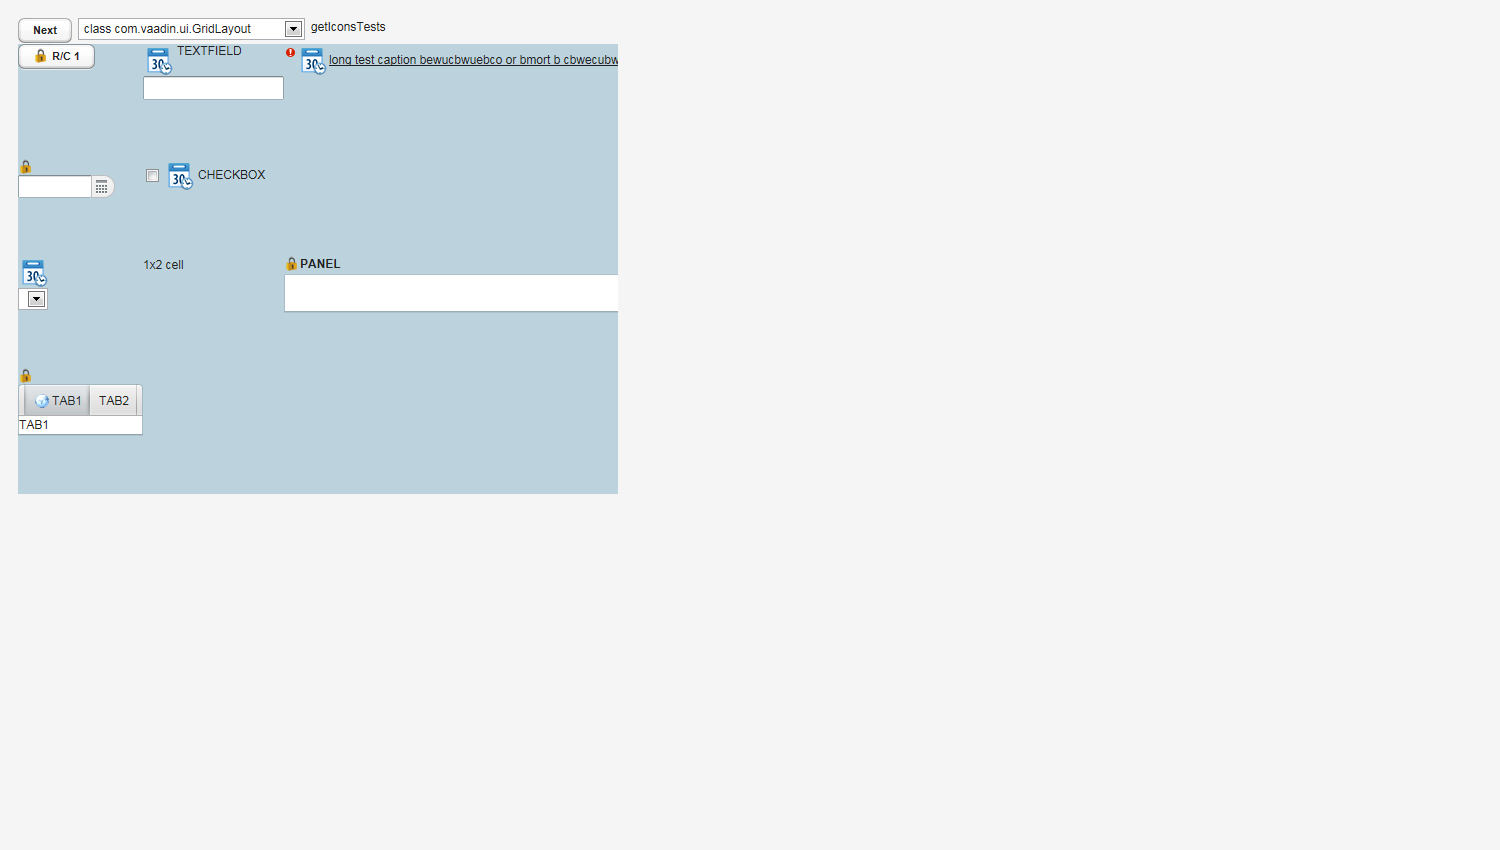 Next
class com.vaadin.ui.GridLayout
getIconsTests
R/C 1
30
TEXTFIELD
30
long test caption bewucbwuebco or bmort b cbwecubw
30
CHECKBOX
30
1x2 cell
PANEL
TAB1
TAB2
TAB1